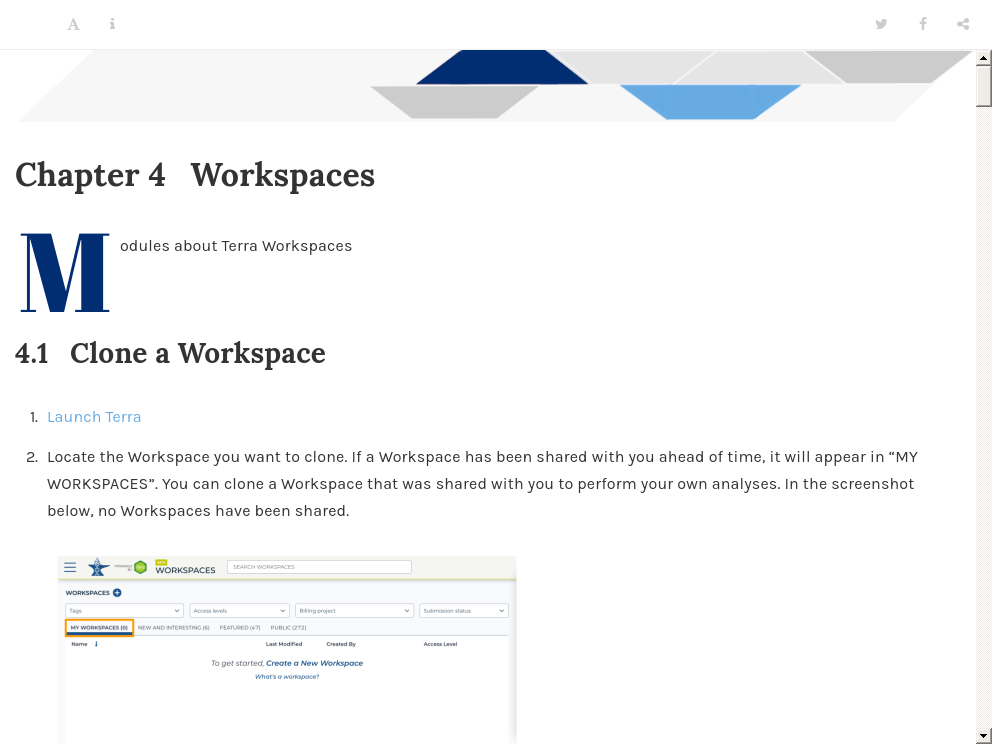 A i
Chapter 4 Workspaces
Modules about Terra Workspaces
4.1 Clone a Workspace
1. Launch Terra
2. Locate the Workspace you want to clone. If a Workspace has been shared with you ahead of time, it will appear in “MY
WORKSPACES”. You can clone a Workspace that was shared with you to perform your own analyses. In the screenshot
below, no Workspaces have been shared.
WORKSPACES SEARCH WORKSPACES
WORKSPACES
Tags Access levels Billing project Submission status
MY WORKSPACES (0) NEW AND INTERESTING (6) FEATURED (47) PUBLIC (272)
Name Last Modified Created By Access Level
To get started, Create a New Workspace
What's a workspace?